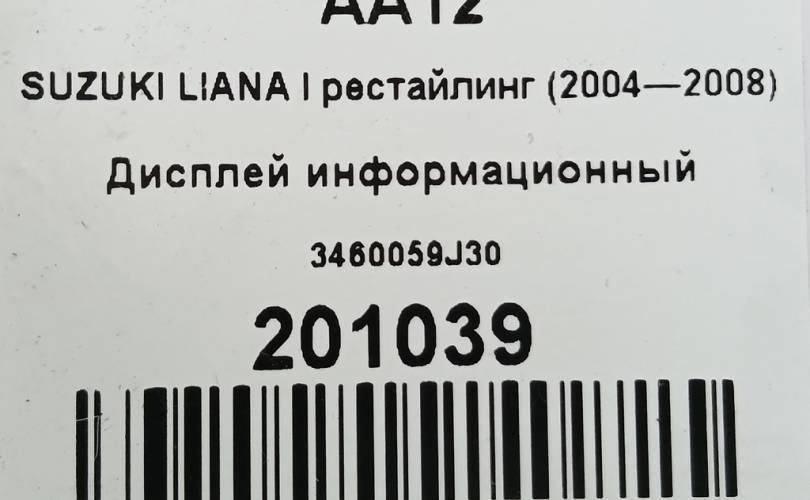 AA12
SUZUKI LIANA I рестайлинг (2004—2008)
Дисплей информационный
3460059J30
201039